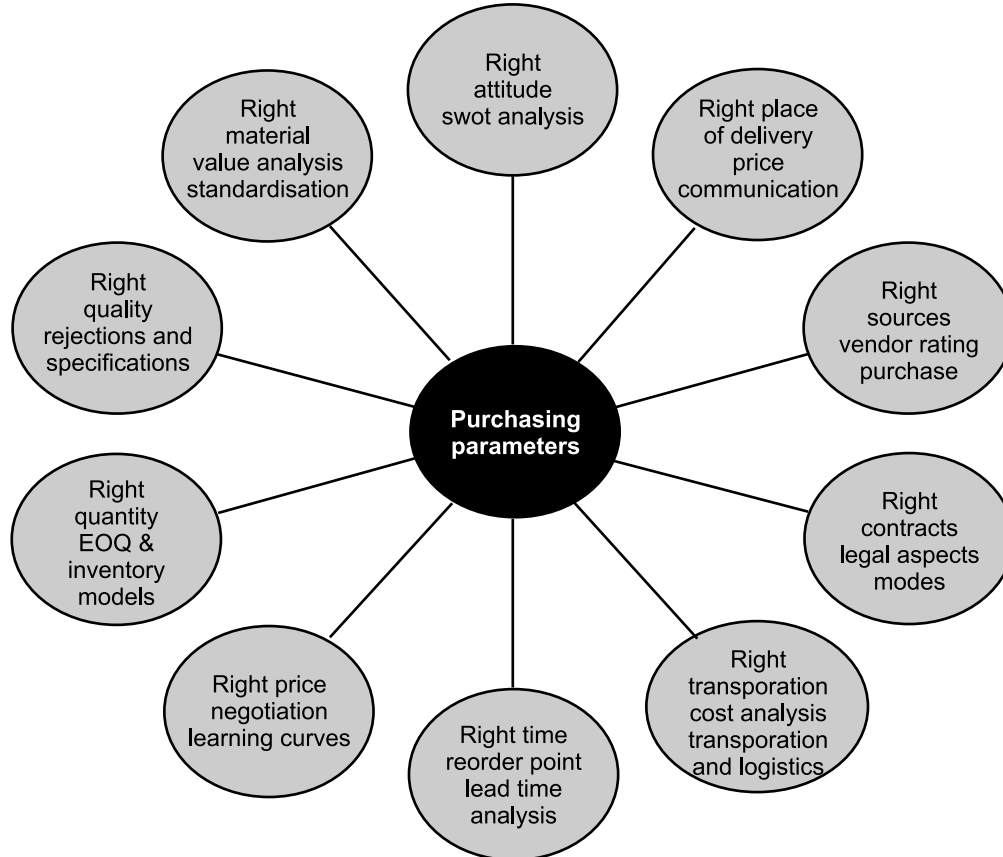 Right
attitude
swot analysis
Right place
of delivery
price
communication
Right
sources
vendor rating
purchase
Right
contracts
legal aspects
modes
Right
transporation
cost analysis
transporation
and logistics
Right time
reorder point
lead time
analysis
Right price
negotiation
learning curves
Right
quantity
EOQ &
inventory
models
Right
quality
rejections and
specifications
Right
material
value analysis
standardisation
Purchasing
parameters